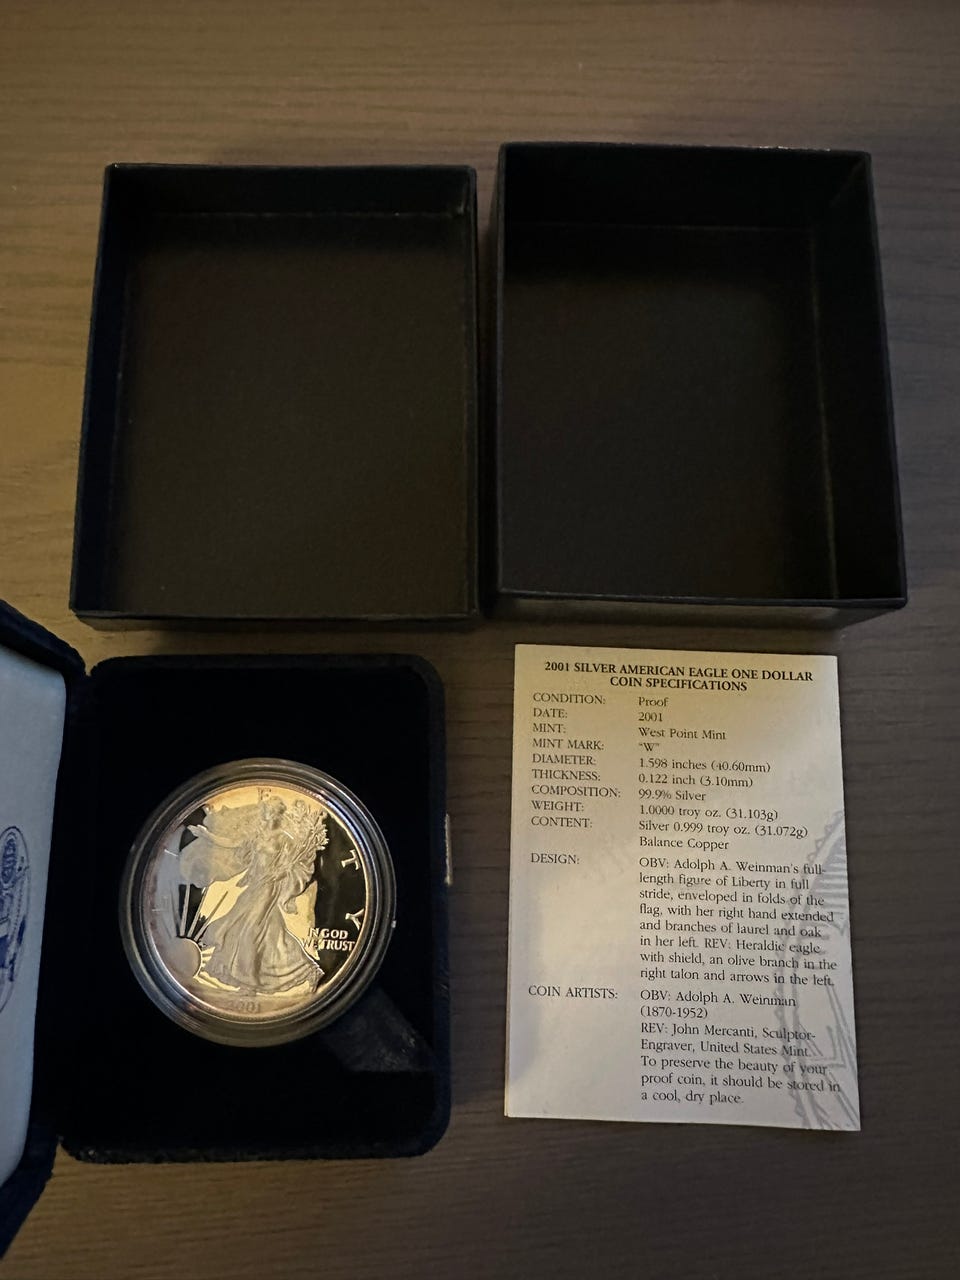 2001 SILVER AMERICAN EAGLE ONE DOLLAR
COIN SPECIFICATIONS
CONDITION: Proof
DATE: 2001
MINT: West Point Mint
MINT MARK: "W"
DIAMETER: 1.598 inches (40.60mm)
THICKNESS: 0.122 inch (3.10mm)
COMPOSITION: 99.9% Silver
WEIGHT: 1.0000 troy oz. (31.103g)
CONTENT: Silver 0.999 troy oz. (31.072g)
Balance Copper
DESIGN: OBV: Adolph A. Weinman's full-
length figure of Liberty in full
stride, enveloped in folds of the
flag, with her right hand extended
and branches of laurel and oak
in her left. REV: Heraldic eagle
with shield, an olive branch in the
right talon and arrows in the left.
COIN ARTISTS: OBV: Adolph A. Weinman
(1870-1952)
REV: John Mercanti, Sculptor-
Engraver, United States Mint.
To preserve the beauty of your
proof coin, it should be stored in
a cool, dry place.
IN GOD
WE TRUST
2001